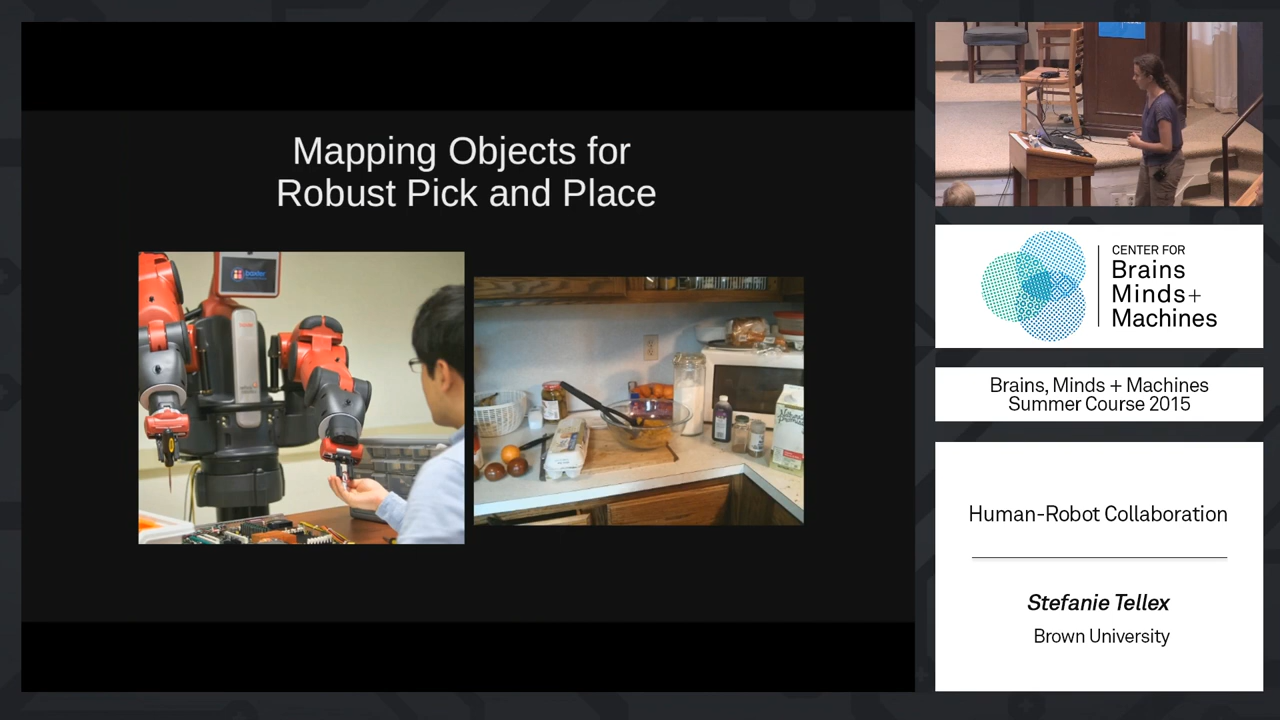 Mapping Objects for
Robust Pick and Place
baxter
CENTER FOR
Brains
Minds+
Machines
Brains, Minds + Machines
Summer Course 2015
Human-Robot Collaboration
Stefanie Tellex
Brown University